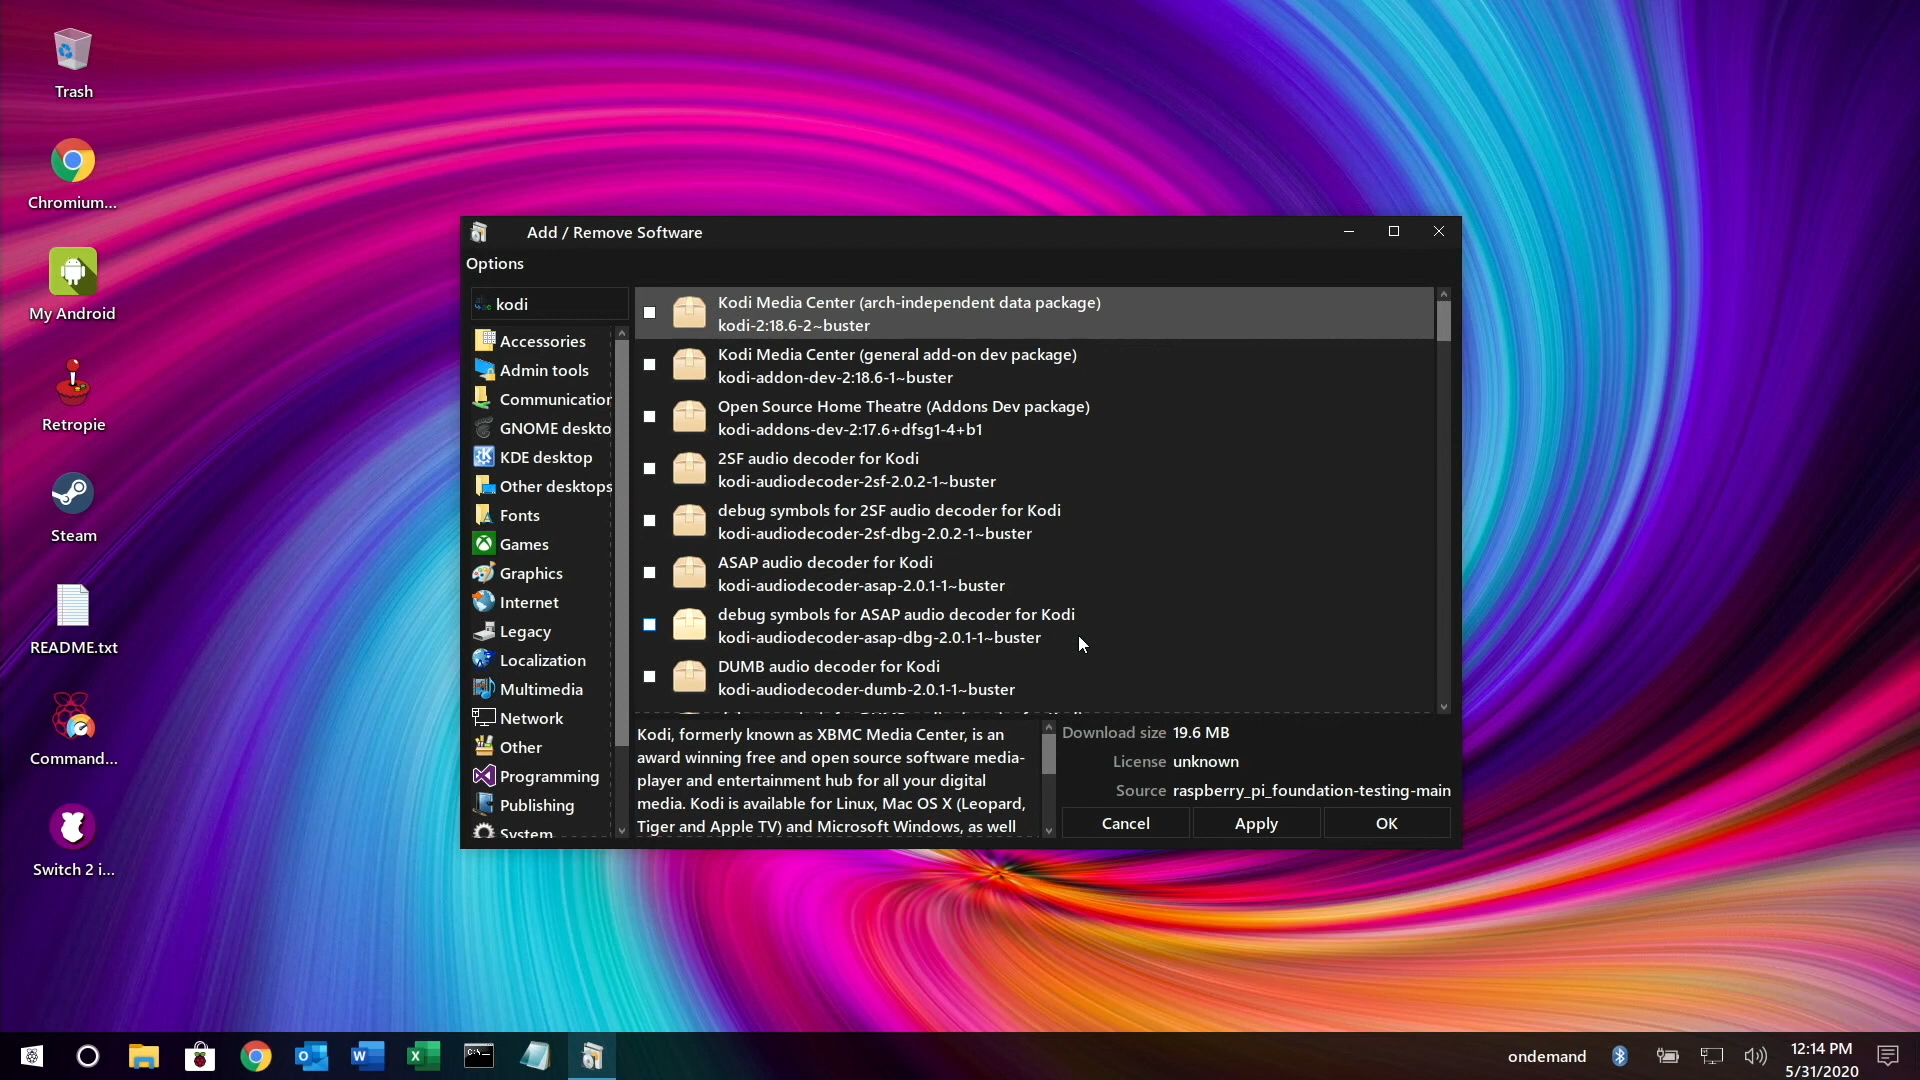 Trash
Chromium...
My Android
Retropie
Steam
README.txt
Command...
Switch 2 i...
Add / Remove Software
Options
kodi
Accessories
Admin tools
Communication
GNOME deskto
KDE desktop
Other desktops
Fonts
Games
Graphics
Internet
Legacy
Localization
Multimedia
Network
Other
Programming
Publishing
System
Kodi Media Center (arch-independent data package)
kodi-2:18.6-2~buster
Kodi Media Center (general add-on dev package)
kodi-addon-dev-2:18.6-1~buster
Open Source Home Theatre (Addons Dev package)
kodi-addons-dev-2:17.6+dfsg1-4+b1
2SF audio decoder for Kodi
kodi-audiodecoder-2sf-2.0.2-1~buster
debug symbols for 2SF audio decoder for Kodi
kodi-audiodecoder-2sf-dbg-2.0.2-1~buster
ASAP audio decoder for Kodi
kodi-audiodecoder-asap-2.0.1-1~buster
debug symbols for ASAP audio decoder for Kodi
kodi-audiodecoder-asap-dbg-2.0.1-1~buster
DUMB audio decoder for Kodi
kodi-audiodecoder-dumb-2.0.1-1~buster
Kodi, formerly known as XBMC Media Center, is an
award winning free and open source software media-
player and entertainment hub for all your digital
media. Kodi is available for Linux, Mac OS X (Leopard,
Tiger and Apple TV) and Microsoft Windows, as well
Download size 19.6 MB
License unknown
Source raspberry_pi_foundation-testing-main
Cancel
Apply
OK
ondemand
12:14 PM
5/31/2020